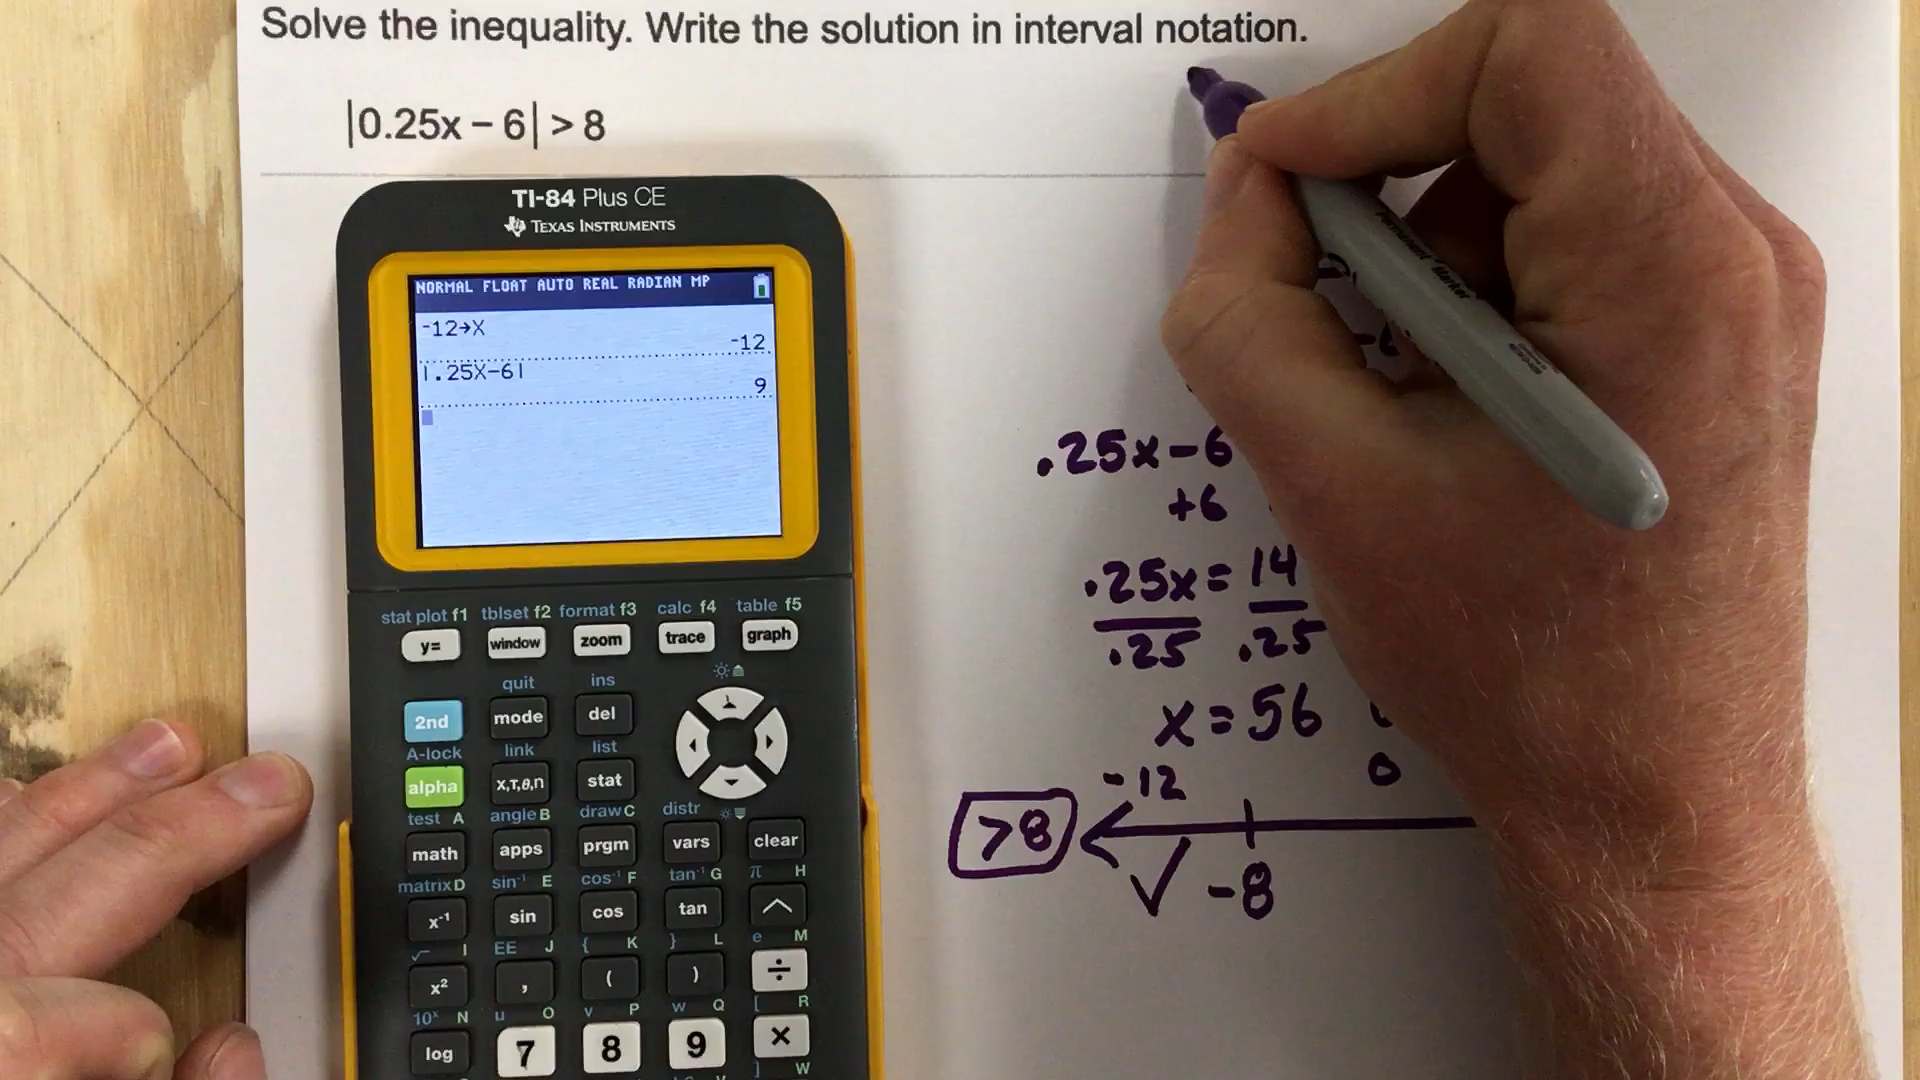 Solve the inequality. Write the solution in interval notation.
|0.25x − 6| > 8
TI-84 Plus CE
TEXAS INSTRUMENTS
NORMAL FLOAT AUTO REAL RADIAN MP
-12→X
-12
|.25X-6|
9
stat plot f1 tblset f2 format f3 calc f4 table f5
y= window zoom trace graph
quit ins
2nd mode del
A-lock link list
alpha X,T,θ,n stat
test A angle B draw C distr
math apps prgm vars clear
matrix D sin⁻¹ E cos⁻¹ F tan⁻¹ G π H
x⁻¹ sin cos tan ^
√ I EE J { K } L e M
x² , ( ) ÷
10ˣ N u O v P w Q [ R
log 7 8 9 ×
] W
.25x-6
+6
.25x = 14
.25 .25
x = 56
-12 0
>8
√ -8
Permanent Marker